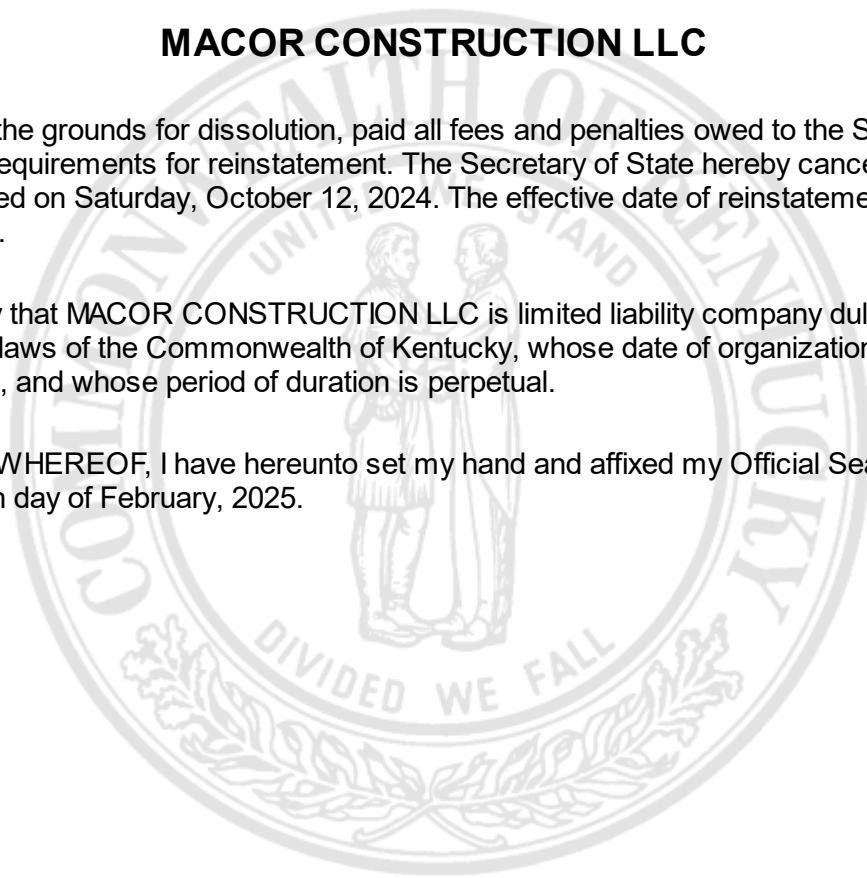 MACOR CONSTRUCTION LLC
the grounds for dissolution, paid all fees and penalties owed to the S
equirements for reinstatement. The Secretary of State hereby cance
ed on Saturday, October 12, 2024. The effective date of reinstateme
.
y that MACOR CONSTRUCTION LLC is limited liability company dul
laws of the Commonwealth of Kentucky, whose date of organization
, and whose period of duration is perpetual.
WHEREOF, I have hereunto set my hand and affixed my Official Sea
h day of February, 2025.
COMMONWEALTH OF KENTUCKY
UNITED WE STAND
DIVIDED WE FALL